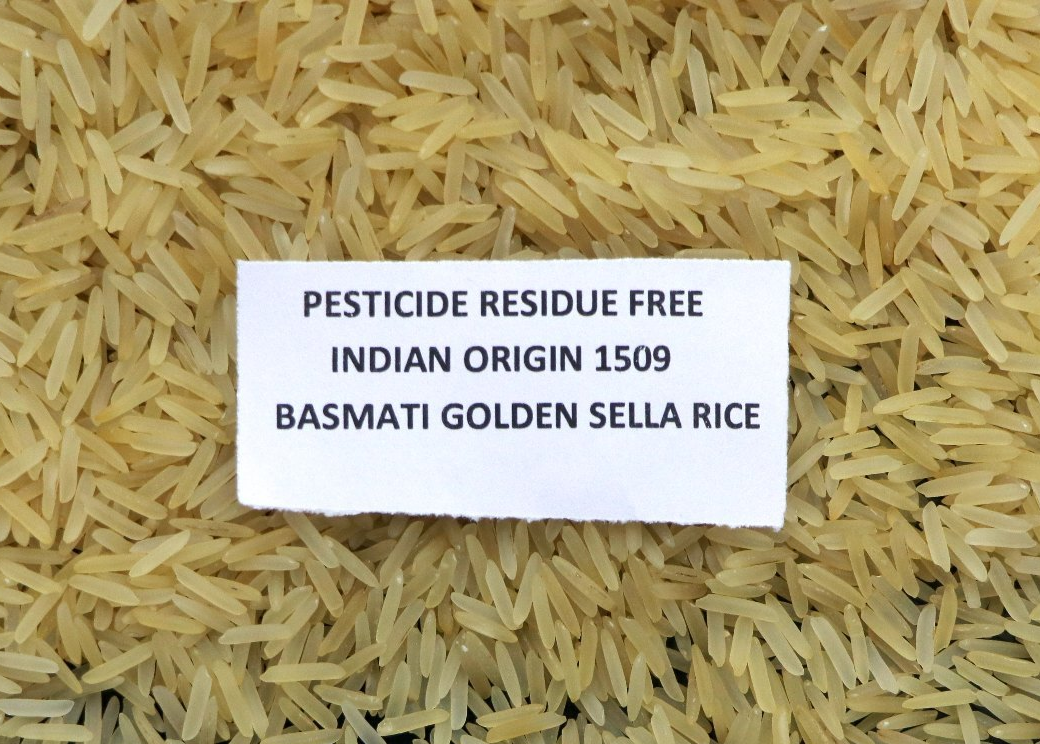 PESTICIDE RESIDUE FREE
INDIAN ORIGIN 1509
BASMATI GOLDEN SELLA RICE